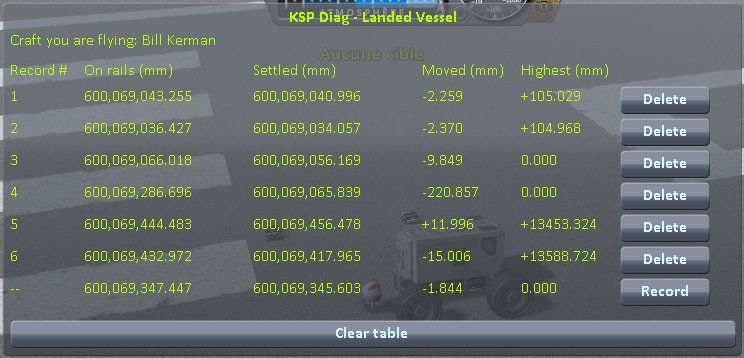 ATMOSPHÈRE
KSP Diag - Landed Vessel
Craft you are flying: Bill Kerman
Aucune cible
Record # On rails (mm) Settled (mm) Moved (mm) Highest (mm)
1 600,069,043.255 600,069,040.996 -2.259 +105.029 Delete
2 600,069,036.427 600,069,034.057 -2.370 +104.968 Delete
3 600,069,066.018 600,069,056.169 -9.849 0.000 Delete
4 600,069,286.696 600,069,065.839 -220.857 0.000 Delete
5 600,069,444.483 600,069,456.478 +11.996 +13453.324 Delete
6 600,069,432.972 600,069,417.965 -15.006 +13588.724 Delete
-- 600,069,347.447 600,069,345.603 -1.844 0.000 Record
Clear table